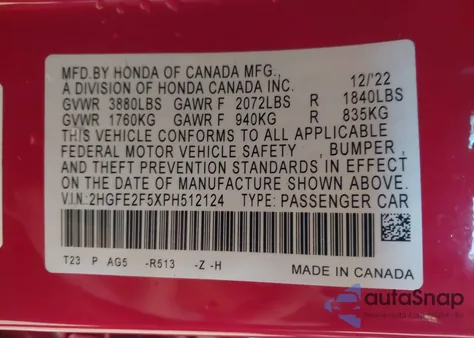 MFD.BY HONDA OF CANADA MFG.,
A DIVISION OF HONDA CANADA INC. 12/'22
GVWR 3880LBS GAWR F 2072LBS R 1840LBS
GVWR 1760KG GAWR F 940KG R 835KG
THIS VEHICLE CONFORMS TO ALL APPLICABLE
FEDERAL MOTOR VEHICLE SAFETY , BUMPER ,
AND THEFT PREVENTION STANDARDS IN EFFECT
ON THE DATE OF MANUFACTURE SHOWN ABOVE.
V.I.N:2HGFE2F5XPH512124 TYPE: PASSENGER CAR
T23 P AG5 -R513 -Z -H
MADE IN CANADA
autaSnap